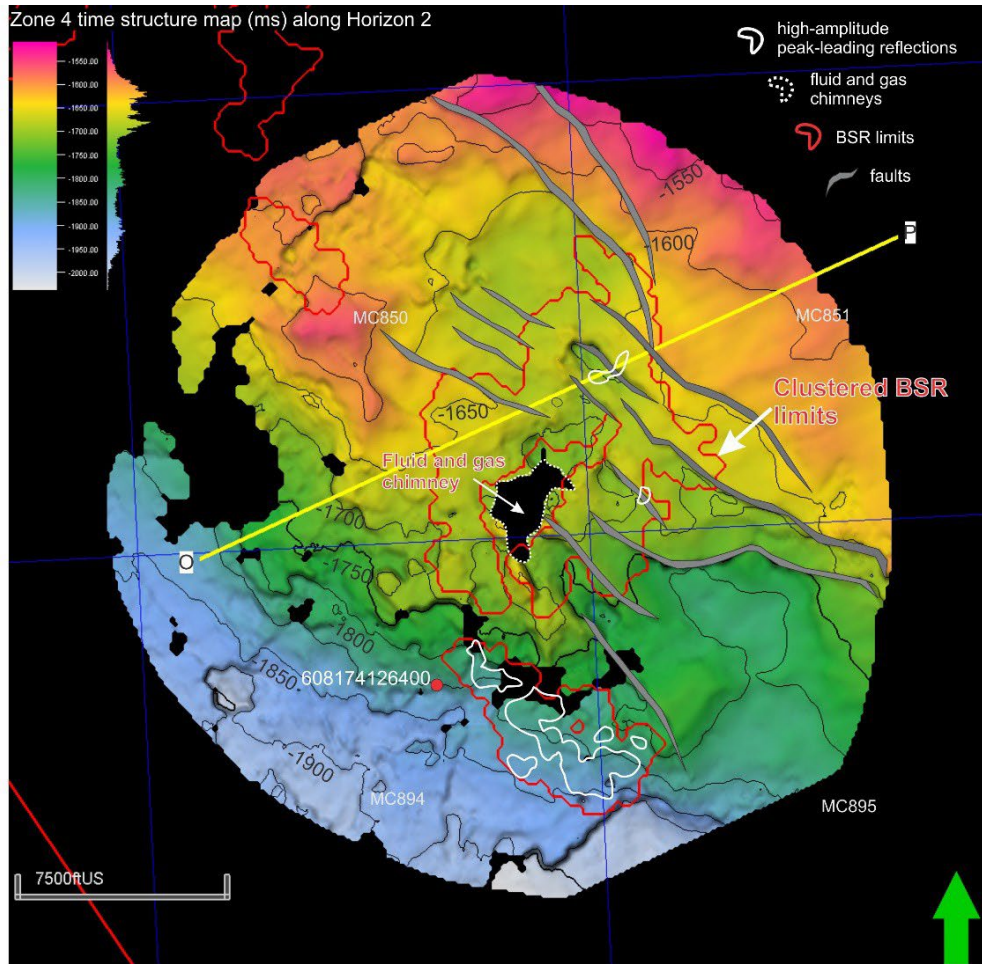 Zone 4 time structure map (ms) along Horizon 2
high-amplitude
peak-leading reflections
fluid and gas
chimneys
BSR limits
faults
-1550.00
-1600.00
-1650.00
-1700.00
-1750.00
-1800.00
-1850.00
-1900.00
-1950.00
-2000.00
-1550
-1600
P
MC850
MC851
Clustered BSR
limits
-1650
Fluid and gas
chimney
-1700
-1750
O
-1800
-1850
608174126400
-1900
MC894
MC895
7500ftUS